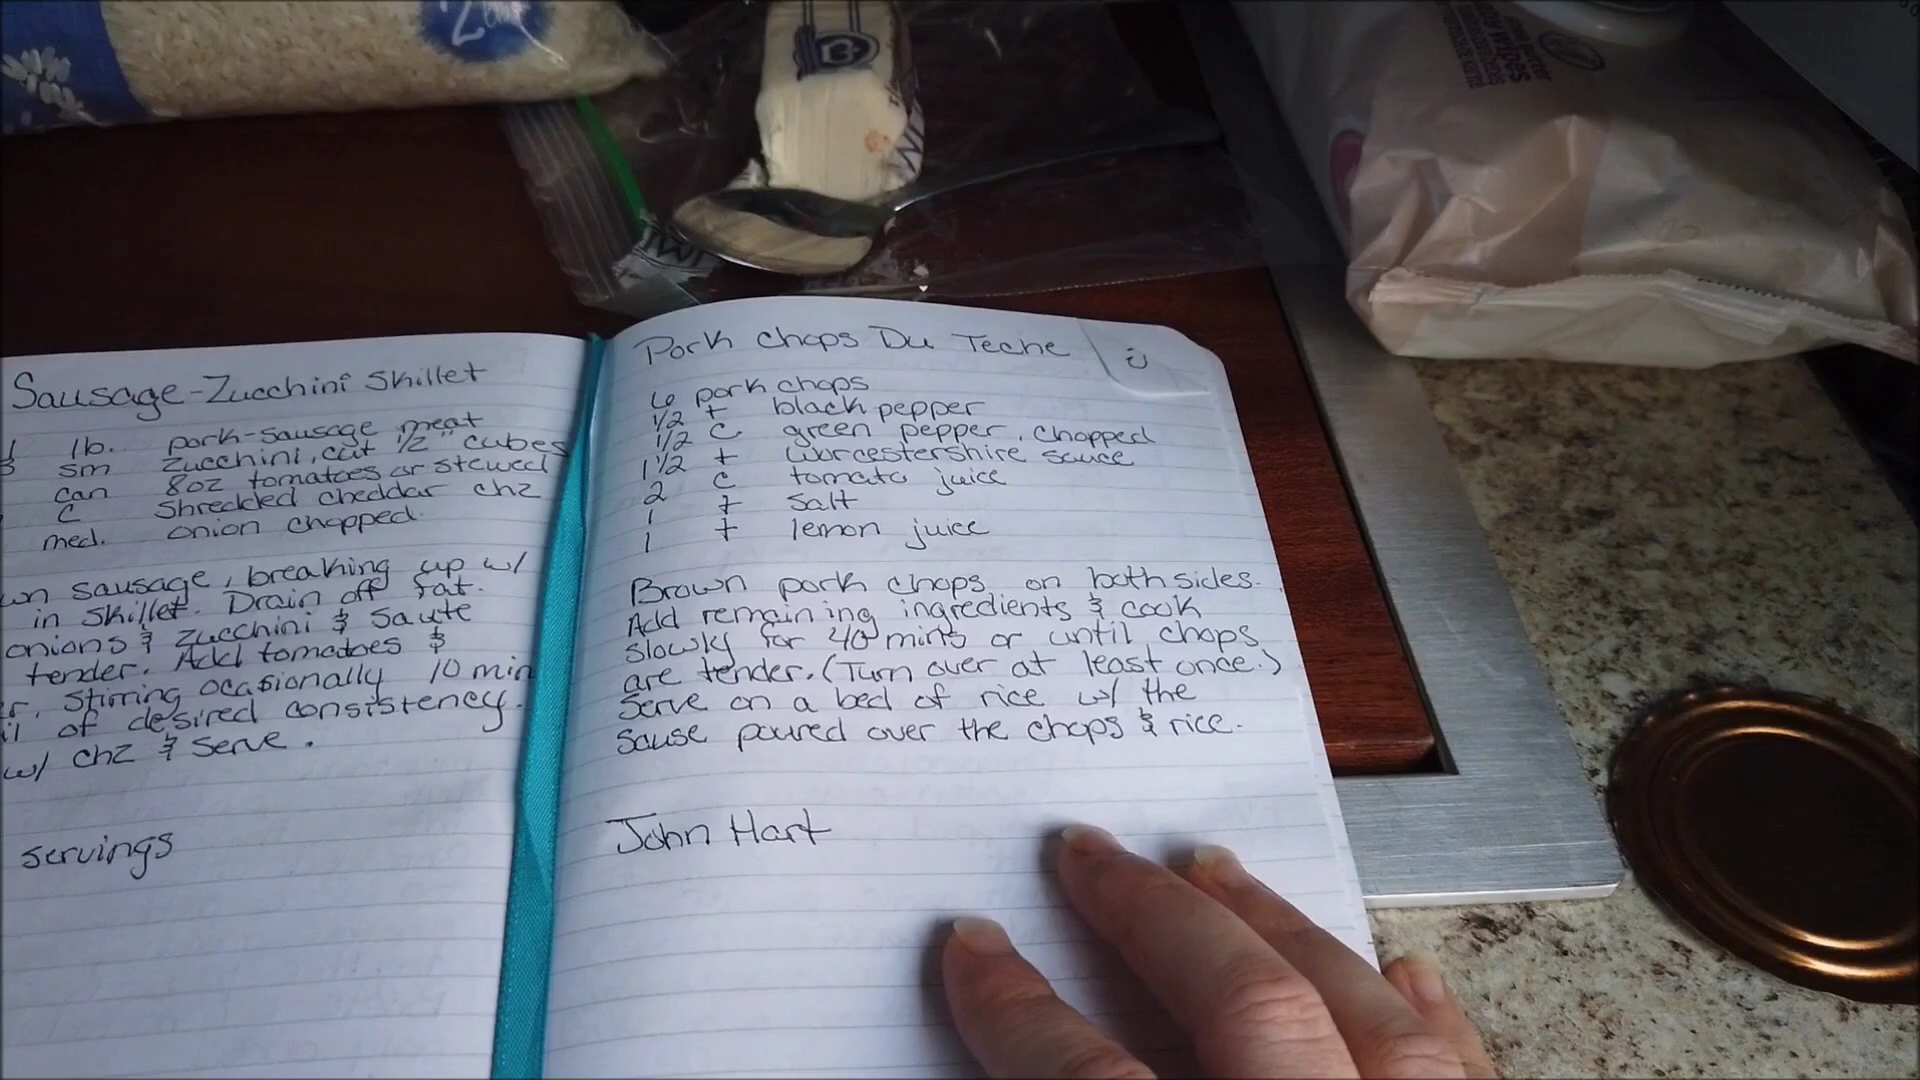 Sausage-Zucchini Skillet
1 lb. pork-sausage meat
3 sm zucchini, cut 1/2" cubes
can 8oz tomatoes or stewed
C shredded cheddar chz
med. onion chopped
wn sausage, breaking up w/
in skillet. Drain off fat.
onions & zucchini & saute
tender. Add tomatoes &
r, stirring ocasionally 10 min
il of desired consistency.
w/ chz & serve.
servings
Pork Chops Du Teche
6 pork chops
1/2 t black pepper
1/2 c green pepper, chopped
1 1/2 t Worcestershire sauce
2 c tomato juice
1 t salt
1 t lemon juice
Brown pork chops on both sides.
Add remaining ingredients & cook
slowly for 40 mints or until chops
are tender. (Turn over at least once.)
Serve on a bed of rice w/ the
sause poured over the chops & rice.
John Hart
wipes